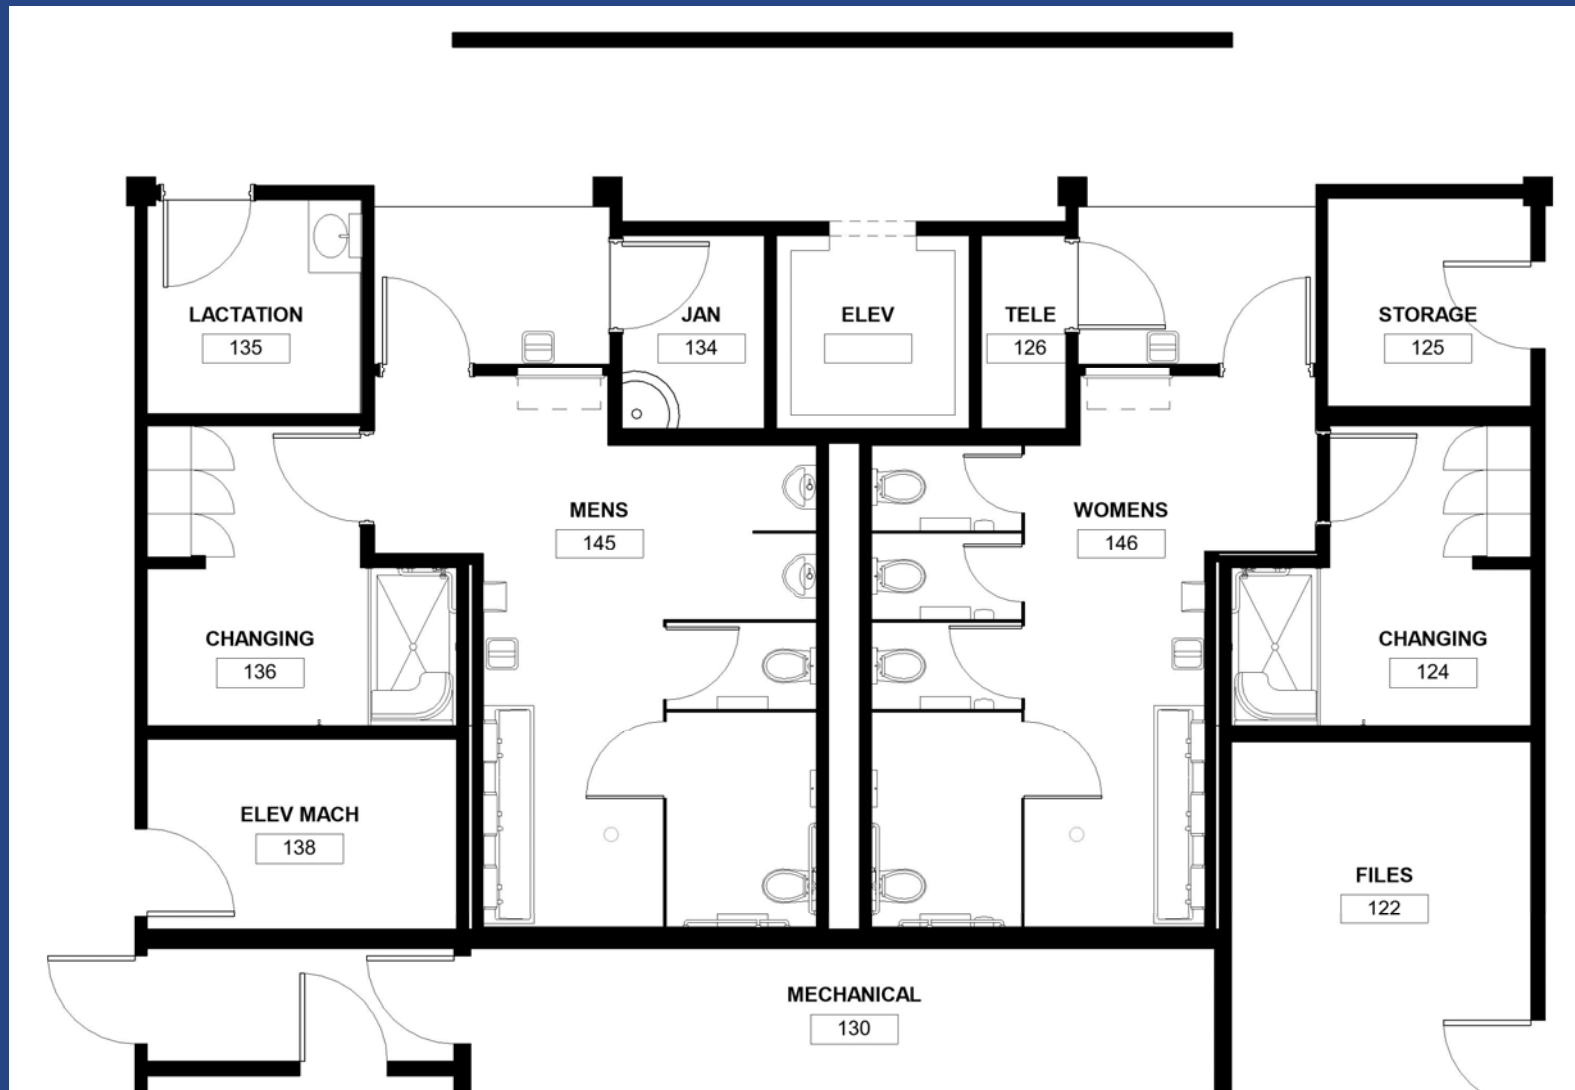 LACTATION
135
JAN
134
ELEV
TELE
126
STORAGE
125
MENS
145
WOMENS
146
CHANGING
136
CHANGING
124
ELEV MACH
138
FILES
122
MECHANICAL
130